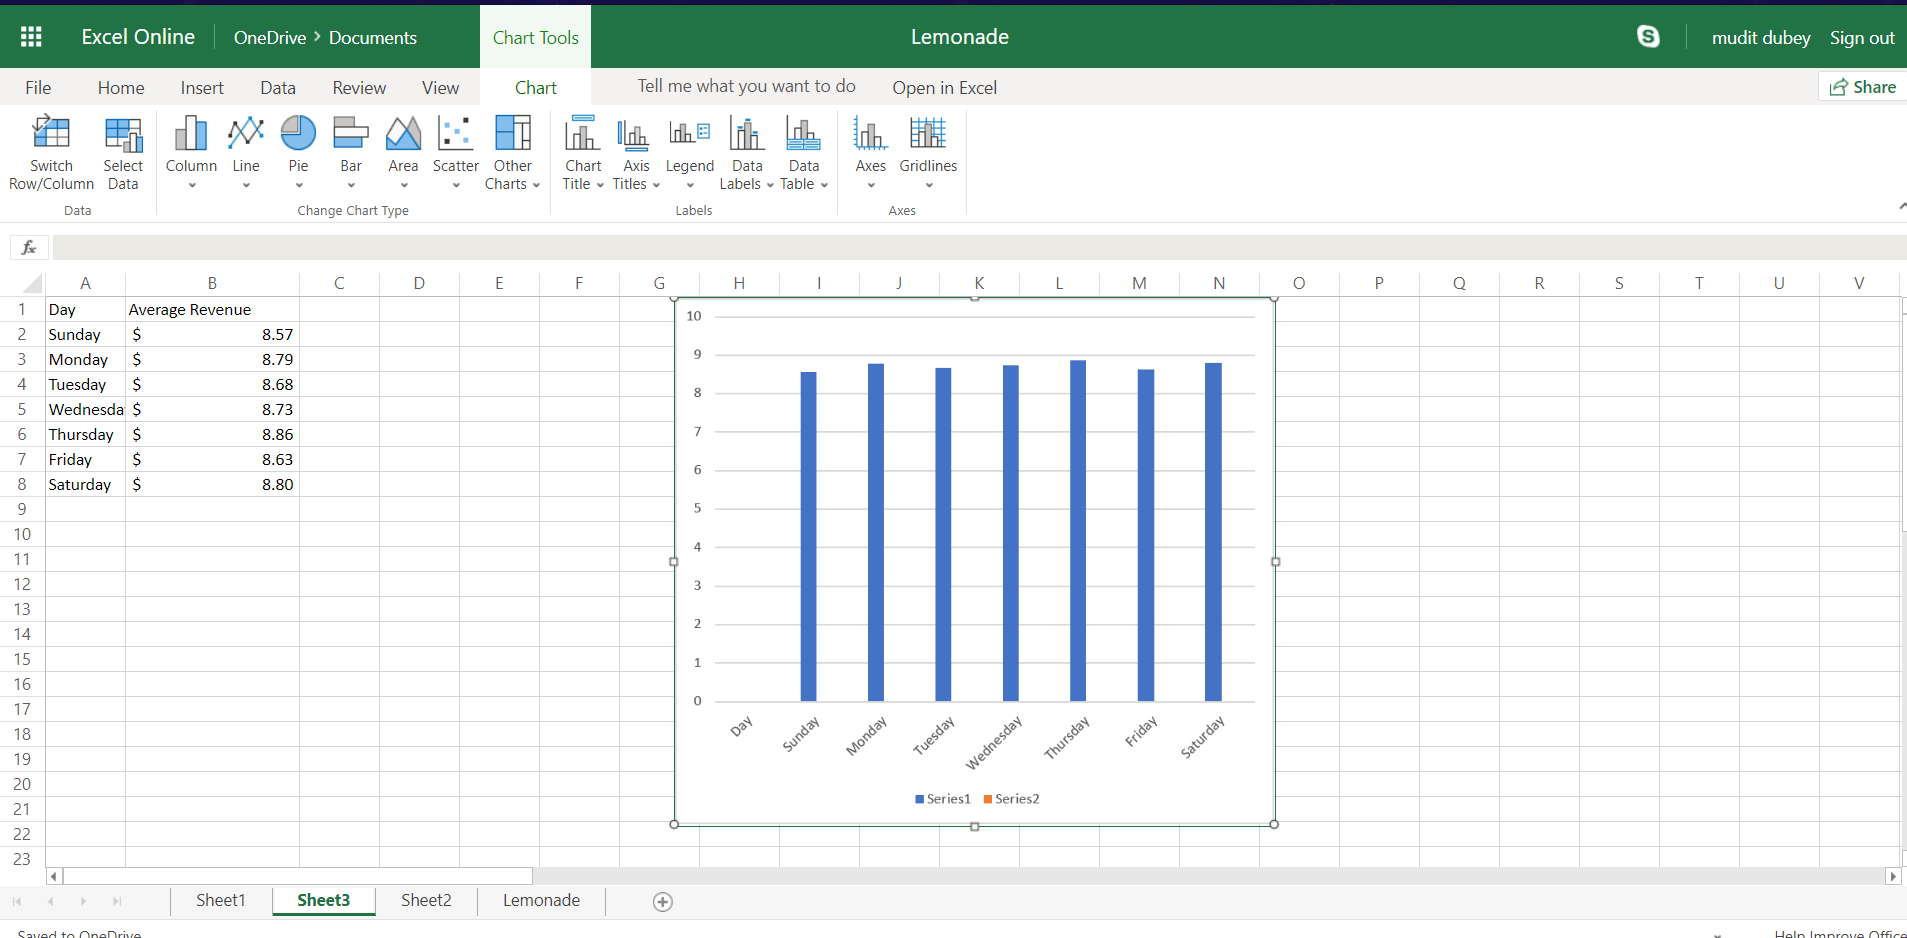 Excel Online OneDrive > Documents Chart Tools Lemonade mudit dubey Sign out
File Home Insert Data Review View Chart Tell me what you want to do Open in Excel Share
Switch Row/Column Select Data Column Line Pie Bar Area Scatter Other Charts Chart Title Axis Titles Legend Data Labels Data Table Axes Gridlines
Data Change Chart Type Labels Axes
fx
A B C D E F G H I J K L M N O P Q R S T U V
1 Day Average Revenue
2 Sunday $ 8.57
3 Monday $ 8.79
4 Tuesday $ 8.68
5 Wednesda $ 8.73
6 Thursday $ 8.86
7 Friday $ 8.63
8 Saturday $ 8.80
9
10
11
12
13
14
15
16
17
18
19
20
21
22
23
10
9
8
7
6
5
4
3
2
1
0
Day Sunday Monday Tuesday Wednesday Thursday Friday Saturday
Series1 Series2
Sheet1 Sheet3 Sheet2 Lemonade
Saved to OneDrive Help Improve Office